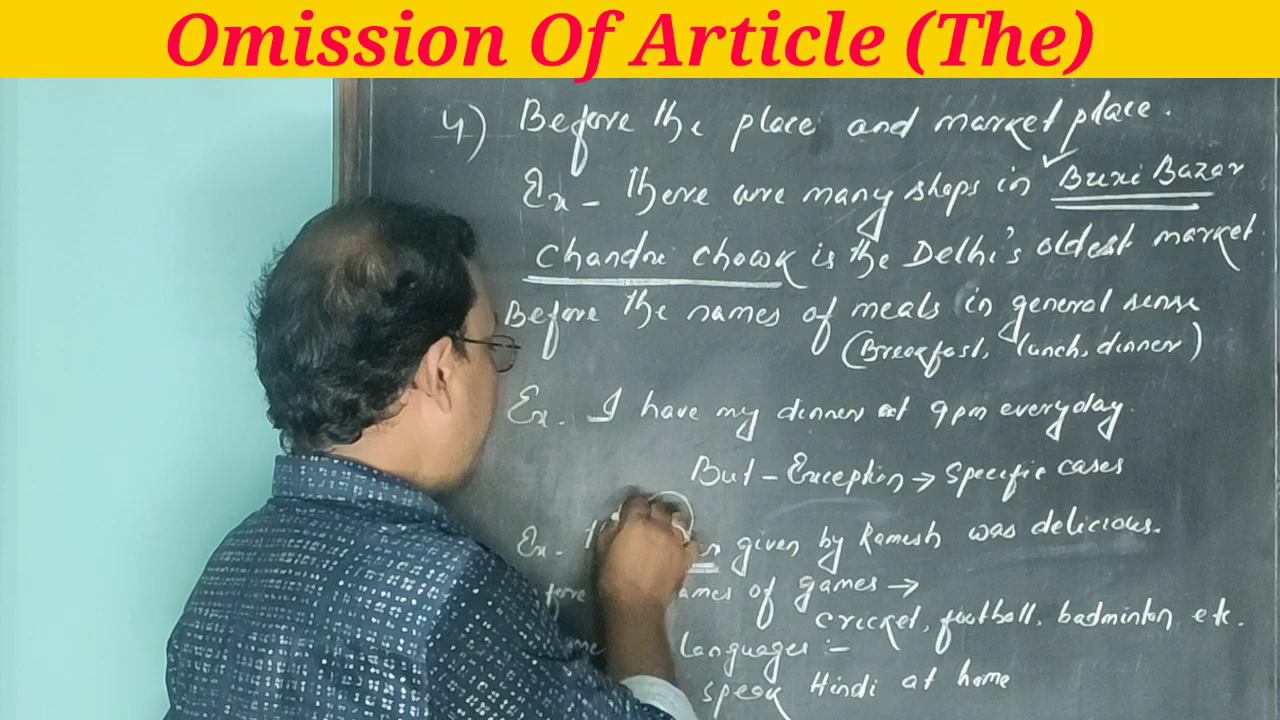 Omission Of Article (The)
4) Before the place and market place.
Ex - There are many shops in Buxi Bazar
Chandni Chowk is the Delhi's oldest market.
Before the names of meals in general sense
(Breakfast, lunch, dinner)
Ex. I have my dinner at 9pm everyday.
But - Exception → Specific cases
Ex. given by Ramesh was delicious.
of games →
cricket, football, badminton etc.
languages :-
speak Hindi at home